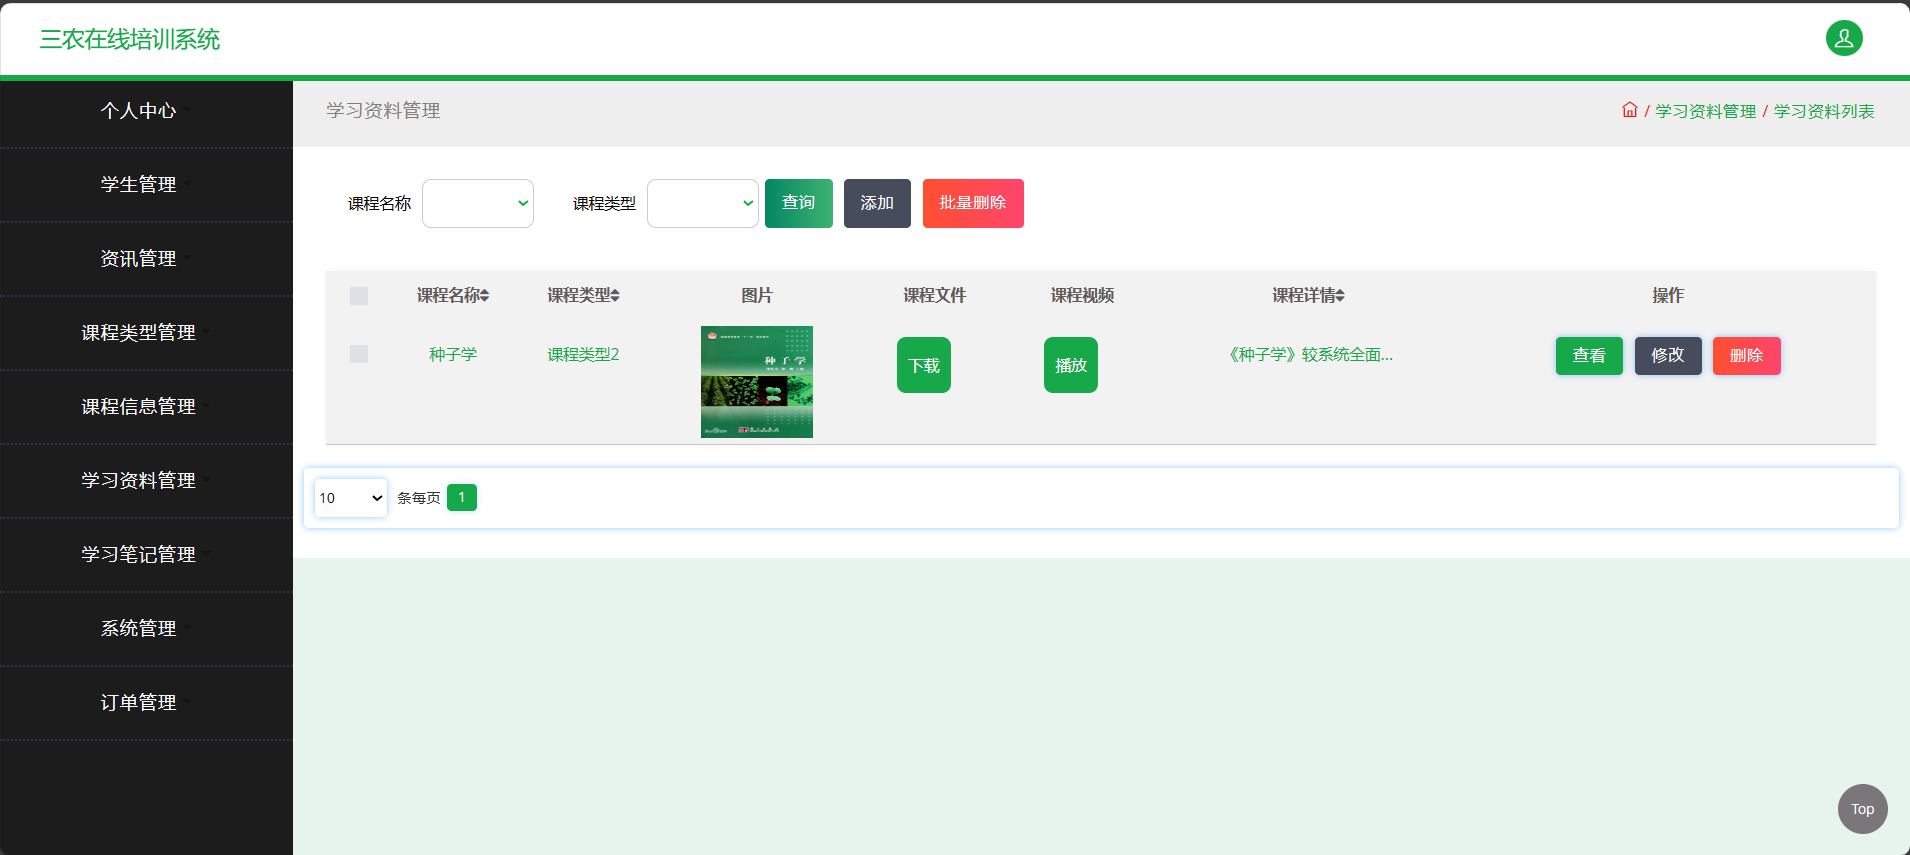 三农在线培训系统
个人中心
学生管理
资讯管理
课程类型管理
课程信息管理
学习资料管理
学习笔记管理
系统管理
订单管理
学习资料管理
/ 学习资料管理 / 学习资料列表
课程名称 课程类型 查询 添加 批量删除
课程名称 课程类型 图片 课程文件 课程视频 课程详情 操作
种子学 课程类型2 种子学 下载 播放 《种子学》较系统全面... 查看 修改 删除
10 条每页 1
Top